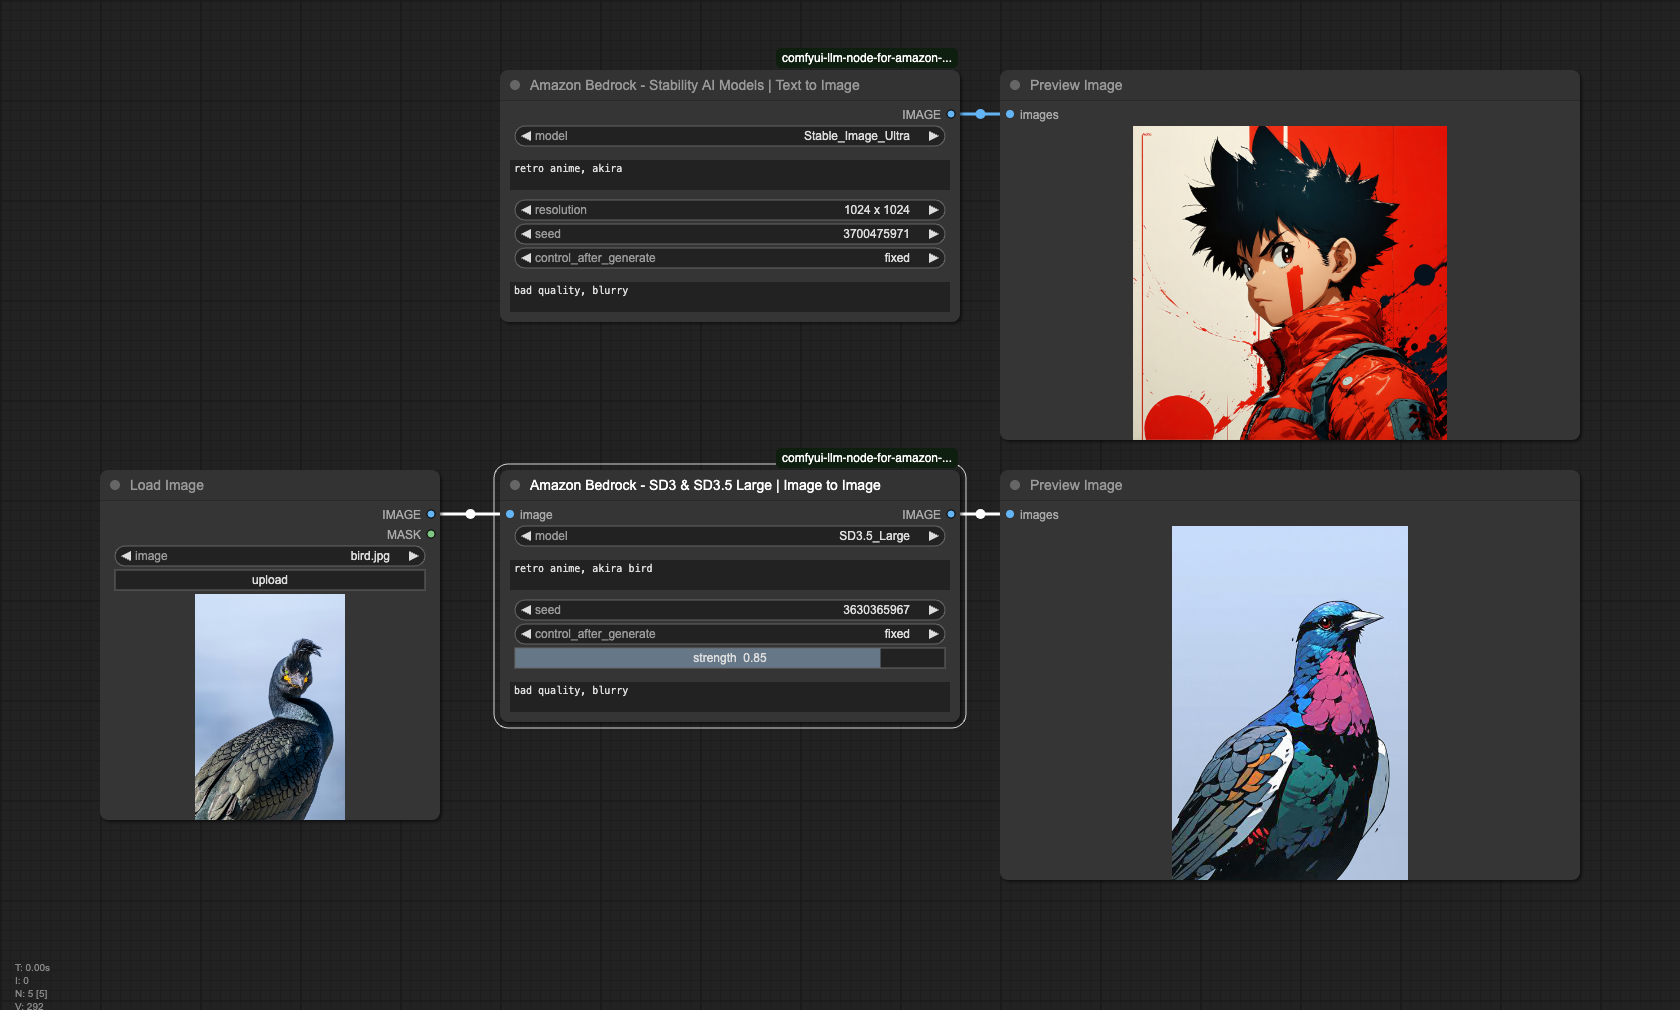 comfyui-llm-node-for-amazon-...
Amazon Bedrock - Stability AI Models | Text to Image
IMAGE
model Stable_Image_Ultra
retro anime, akira
resolution 1024 x 1024
seed 3700475971
control_after_generate fixed
bad quality, blurry
Preview Image
images
Load Image
IMAGE
MASK
image bird.jpg
upload
comfyui-llm-node-for-amazon-...
Amazon Bedrock - SD3 & SD3.5 Large | Image to Image
image IMAGE
model SD3.5_Large
retro anime, akira bird
seed 3630365967
control_after_generate fixed
strength 0.85
bad quality, blurry
Preview Image
images
T: 0.00s
I: 0
N: 5 [5]
V: 292